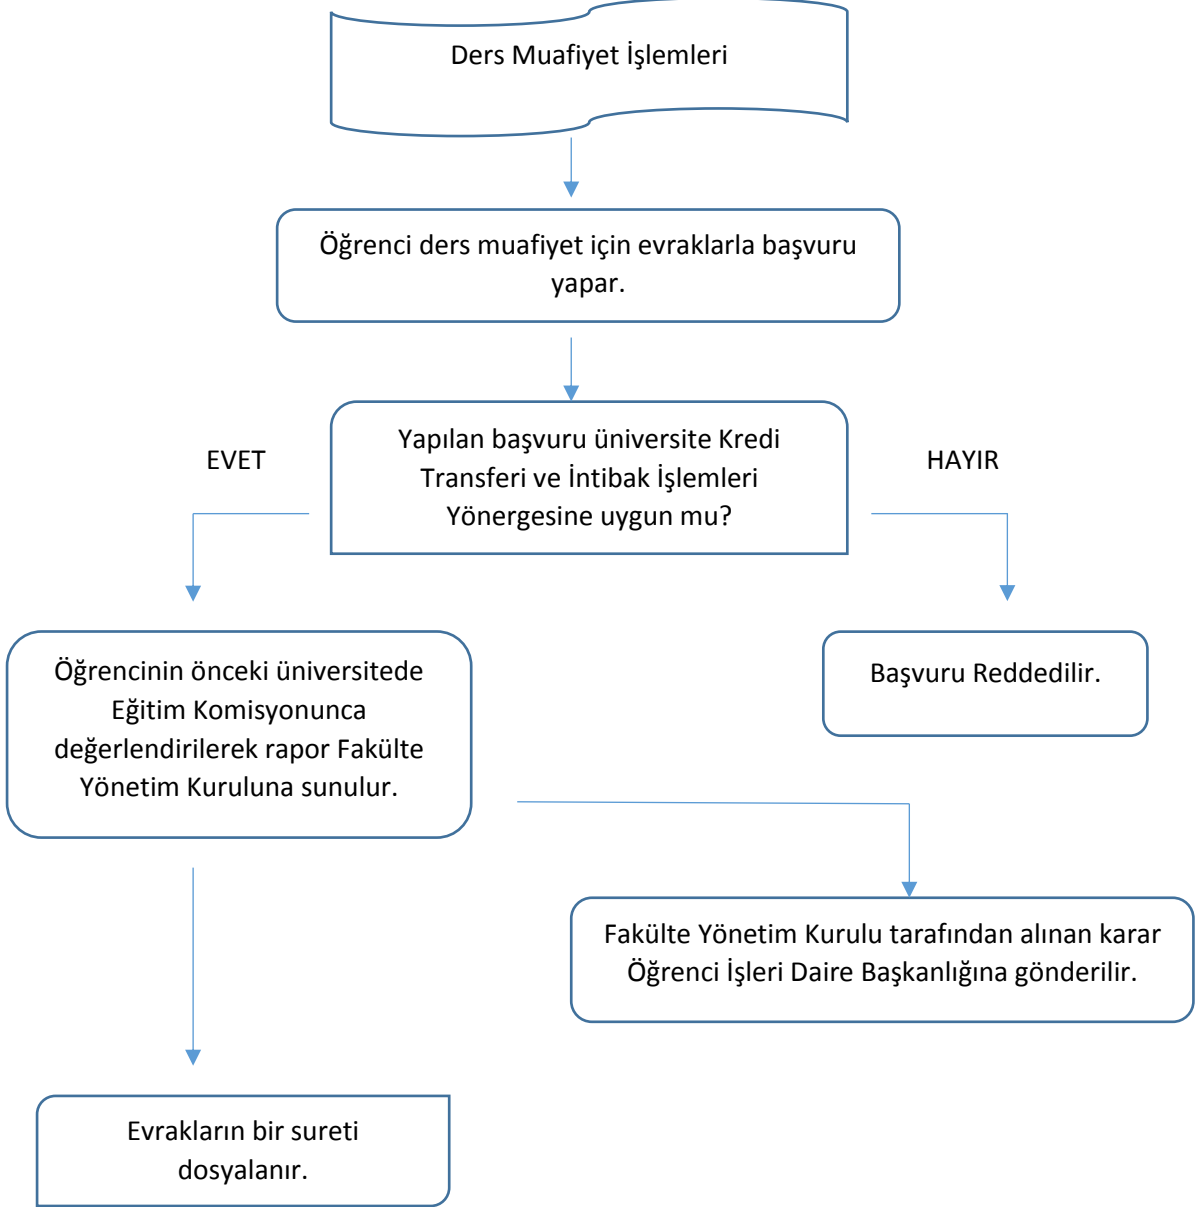 Ders Muafiyet İşlemleri
Öğrenci ders muafiyet için evraklarla başvuru
yapar.
Yapılan başvuru üniversite Kredi
Transferi ve İntibak İşlemleri
Yönergesine uygun mu?
EVET
HAYIR
Öğrencinin önceki üniversitede
Eğitim Komisyonunca
değerlendirilerek rapor Fakülte
Yönetim Kuruluna sunulur.
Başvuru Reddedilir.
Fakülte Yönetim Kurulu tarafından alınan karar
Öğrenci İşleri Daire Başkanlığına gönderilir.
Evrakların bir sureti
dosyalanır.